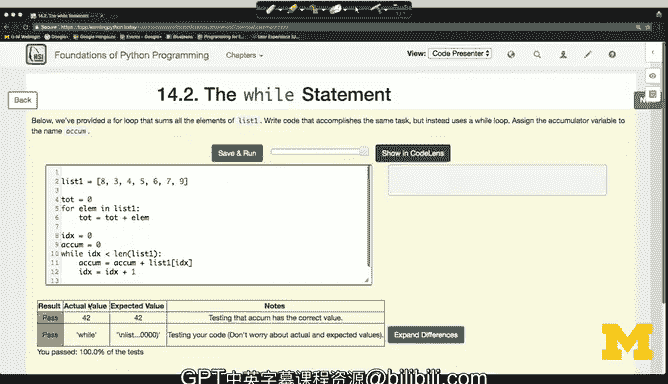 14.2. The while Statement
Foundations of Python Programming
Chapters
View: Code Presenter
Back
14.2. The while Statement
Below, we've provided a for loop that sums all the elements of list1. Write code that accomplishes the same task, but instead uses a while loop. Assign the accumulator variable to
the name accum.
Save & Run
Show in CodeLens
1
2 list1 = [8, 3, 4, 5, 6, 7, 9]
3
4 tot = 0
5 for elem in list1:
6 tot = tot + elem
7
8 idx = 0
9 accum = 0
10 while idx < len(list1):
11 accum = accum + list1[idx]
12 idx = idx + 1
13
Result Actual Value Expected Value Notes
Pass 42 42 Testing that accum has the correct value.
Pass 'while' '\nlist...0000)' Testing your code (Don't worry about actual and expected values).
Expand Differences
You passed: 100.0% of the tests
M
GPT中英字幕课程资源@bilibili.com